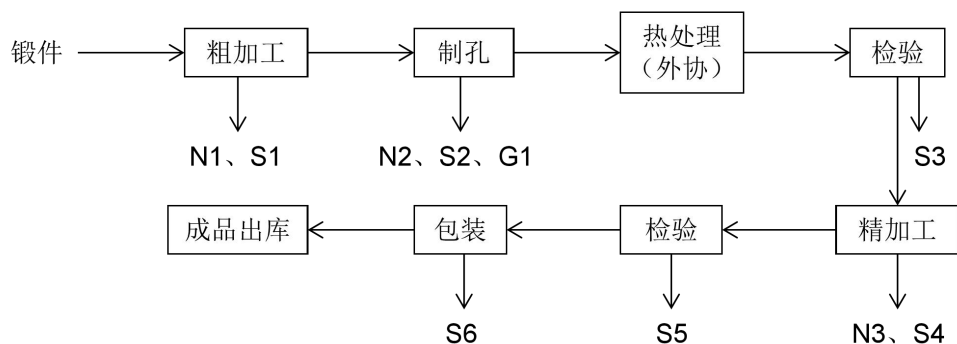 锻件
粗加工
制孔
热处理
（外协）
检验
N1、S1
N2、S2、G1
S3
成品出库
包装
检验
精加工
S6
S5
N3、S4